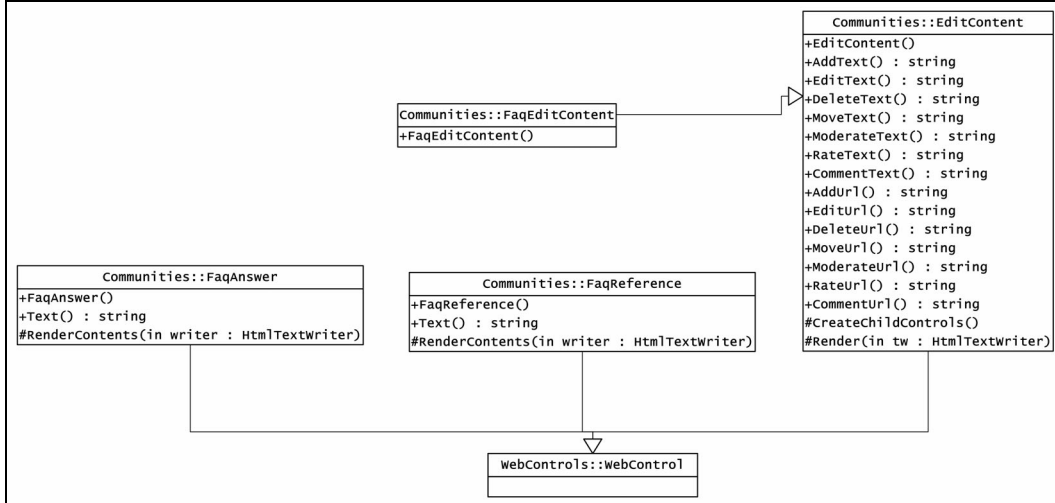 Communities::EditContent
+EditContent()
+AddText() : string
+EditText() : string
+DeleteText() : string
+MoveText() : string
+ModerateText() : string
+RateText() : string
+CommentText() : string
+AddUrl() : string
+EditUrl() : string
+DeleteUrl() : string
+MoveUrl() : string
+ModerateUrl() : string
+RateUrl() : string
+CommentUrl() : string
#CreateChildControls()
#Render(in tw : HtmlTextWriter)
Communities::FaqEditContent
+FaqEditContent()
Communities::FaqAnswer
+FaqAnswer()
+Text() : string
#RenderContents(in writer : HtmlTextWriter)
Communities::FaqReference
+FaqReference()
+Text() : string
#RenderContents(in writer : HtmlTextWriter)
WebControls::WebControl